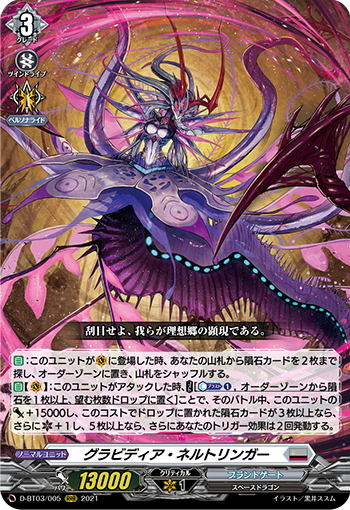 3
グレード
ツインドライブ
ペルソナライド
刮目せよ、我らが理想郷の顕現である。
:このユニットが に登場した時、あなたの山札から隕石カードを2枚まで
探し、オーダーゾーンに置き、山札をシャッフルする。
:このユニットがアタックした時、【 ブラスト 1 , オーダーゾーンから隕
石を1枚以上、望む枚数ドロップに置く】ことで、そのバトル中、このユニットの
+15000し、このコストでドロップに置かれた隕石カードが3枚以上なら、
さらに +1し、5枚以上なら、さらにあなたのトリガー効果は2回発動する。
ノーマルユニット
グラビディア・ネルトリンガー
パワー 13000
クリティカル
1
ブラントゲート
スペースドラゴン
D-BT03/005 RRR 2021
イラスト/黒井ススム